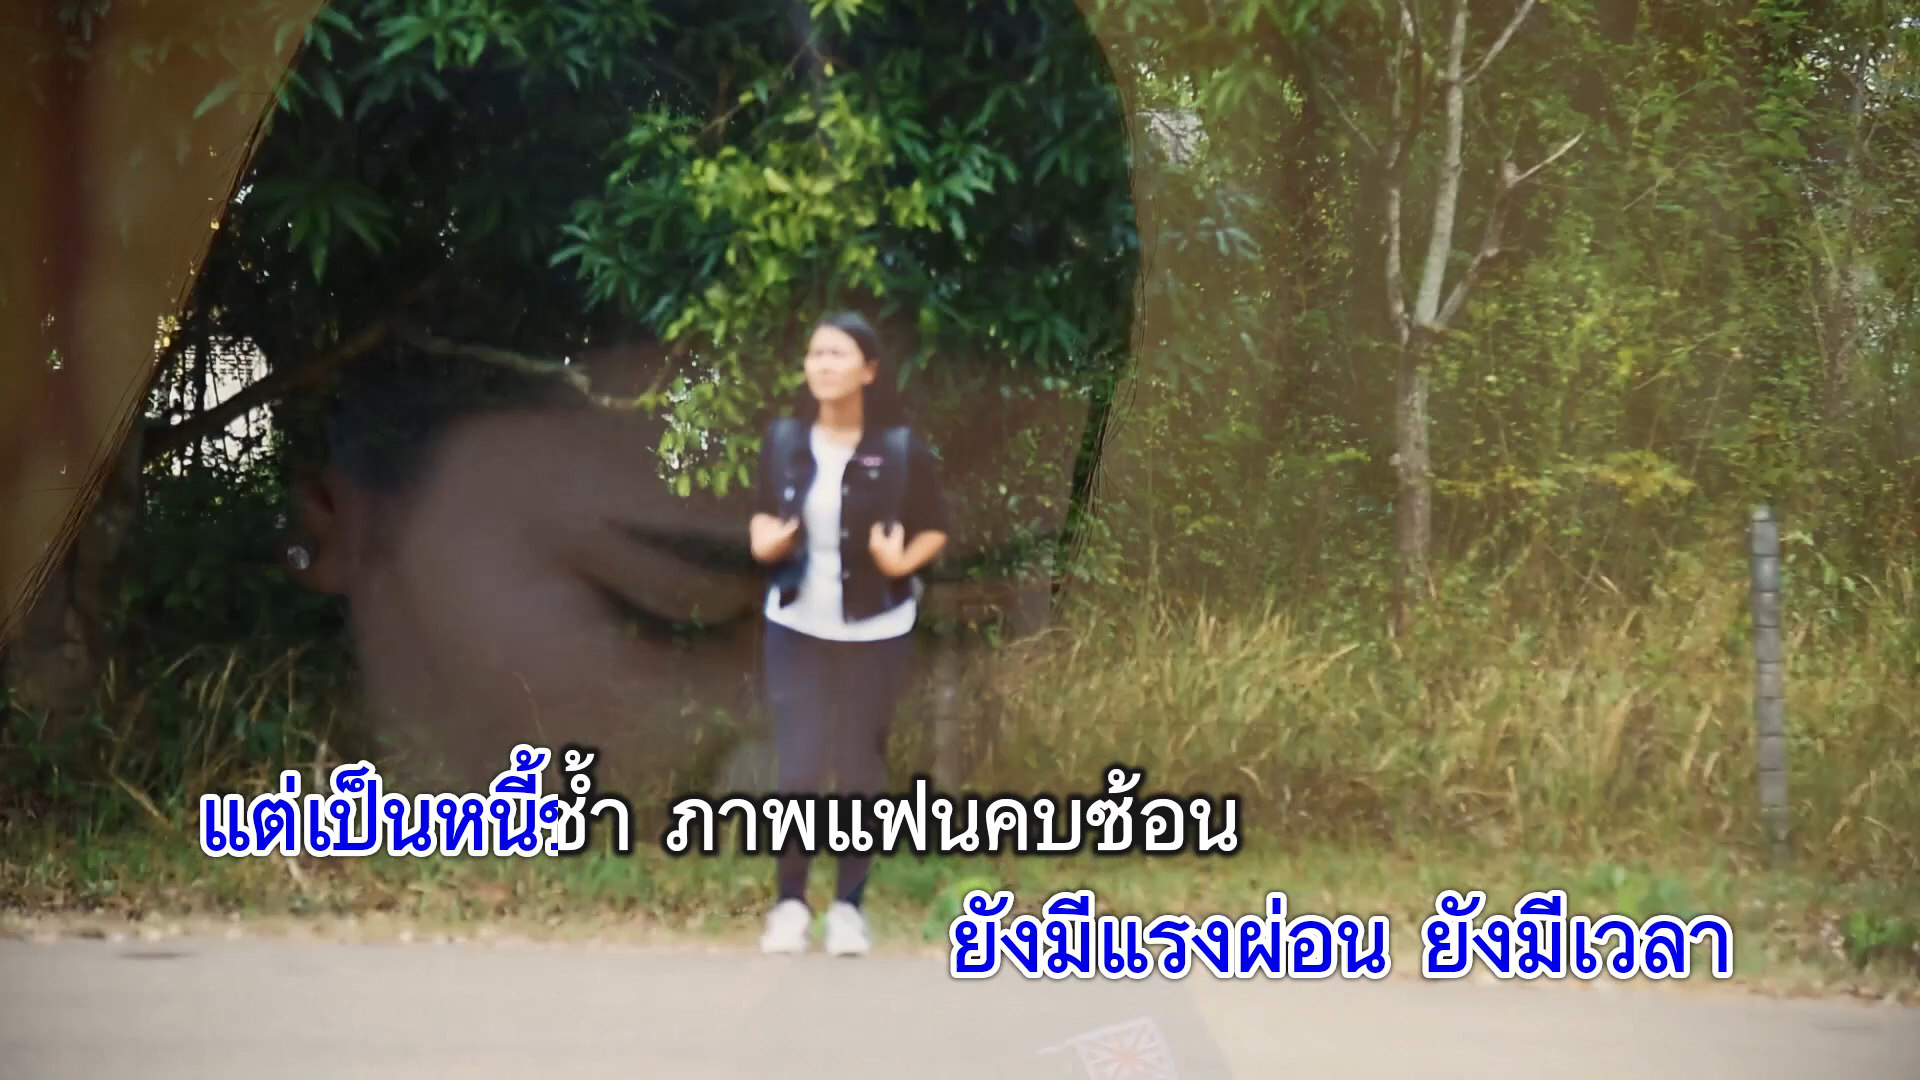 แต่เป็นหนี้ช้ำ ภาพแฟนคบซ้อน
ยังมีแรงผ่อน ยังมีเวลา